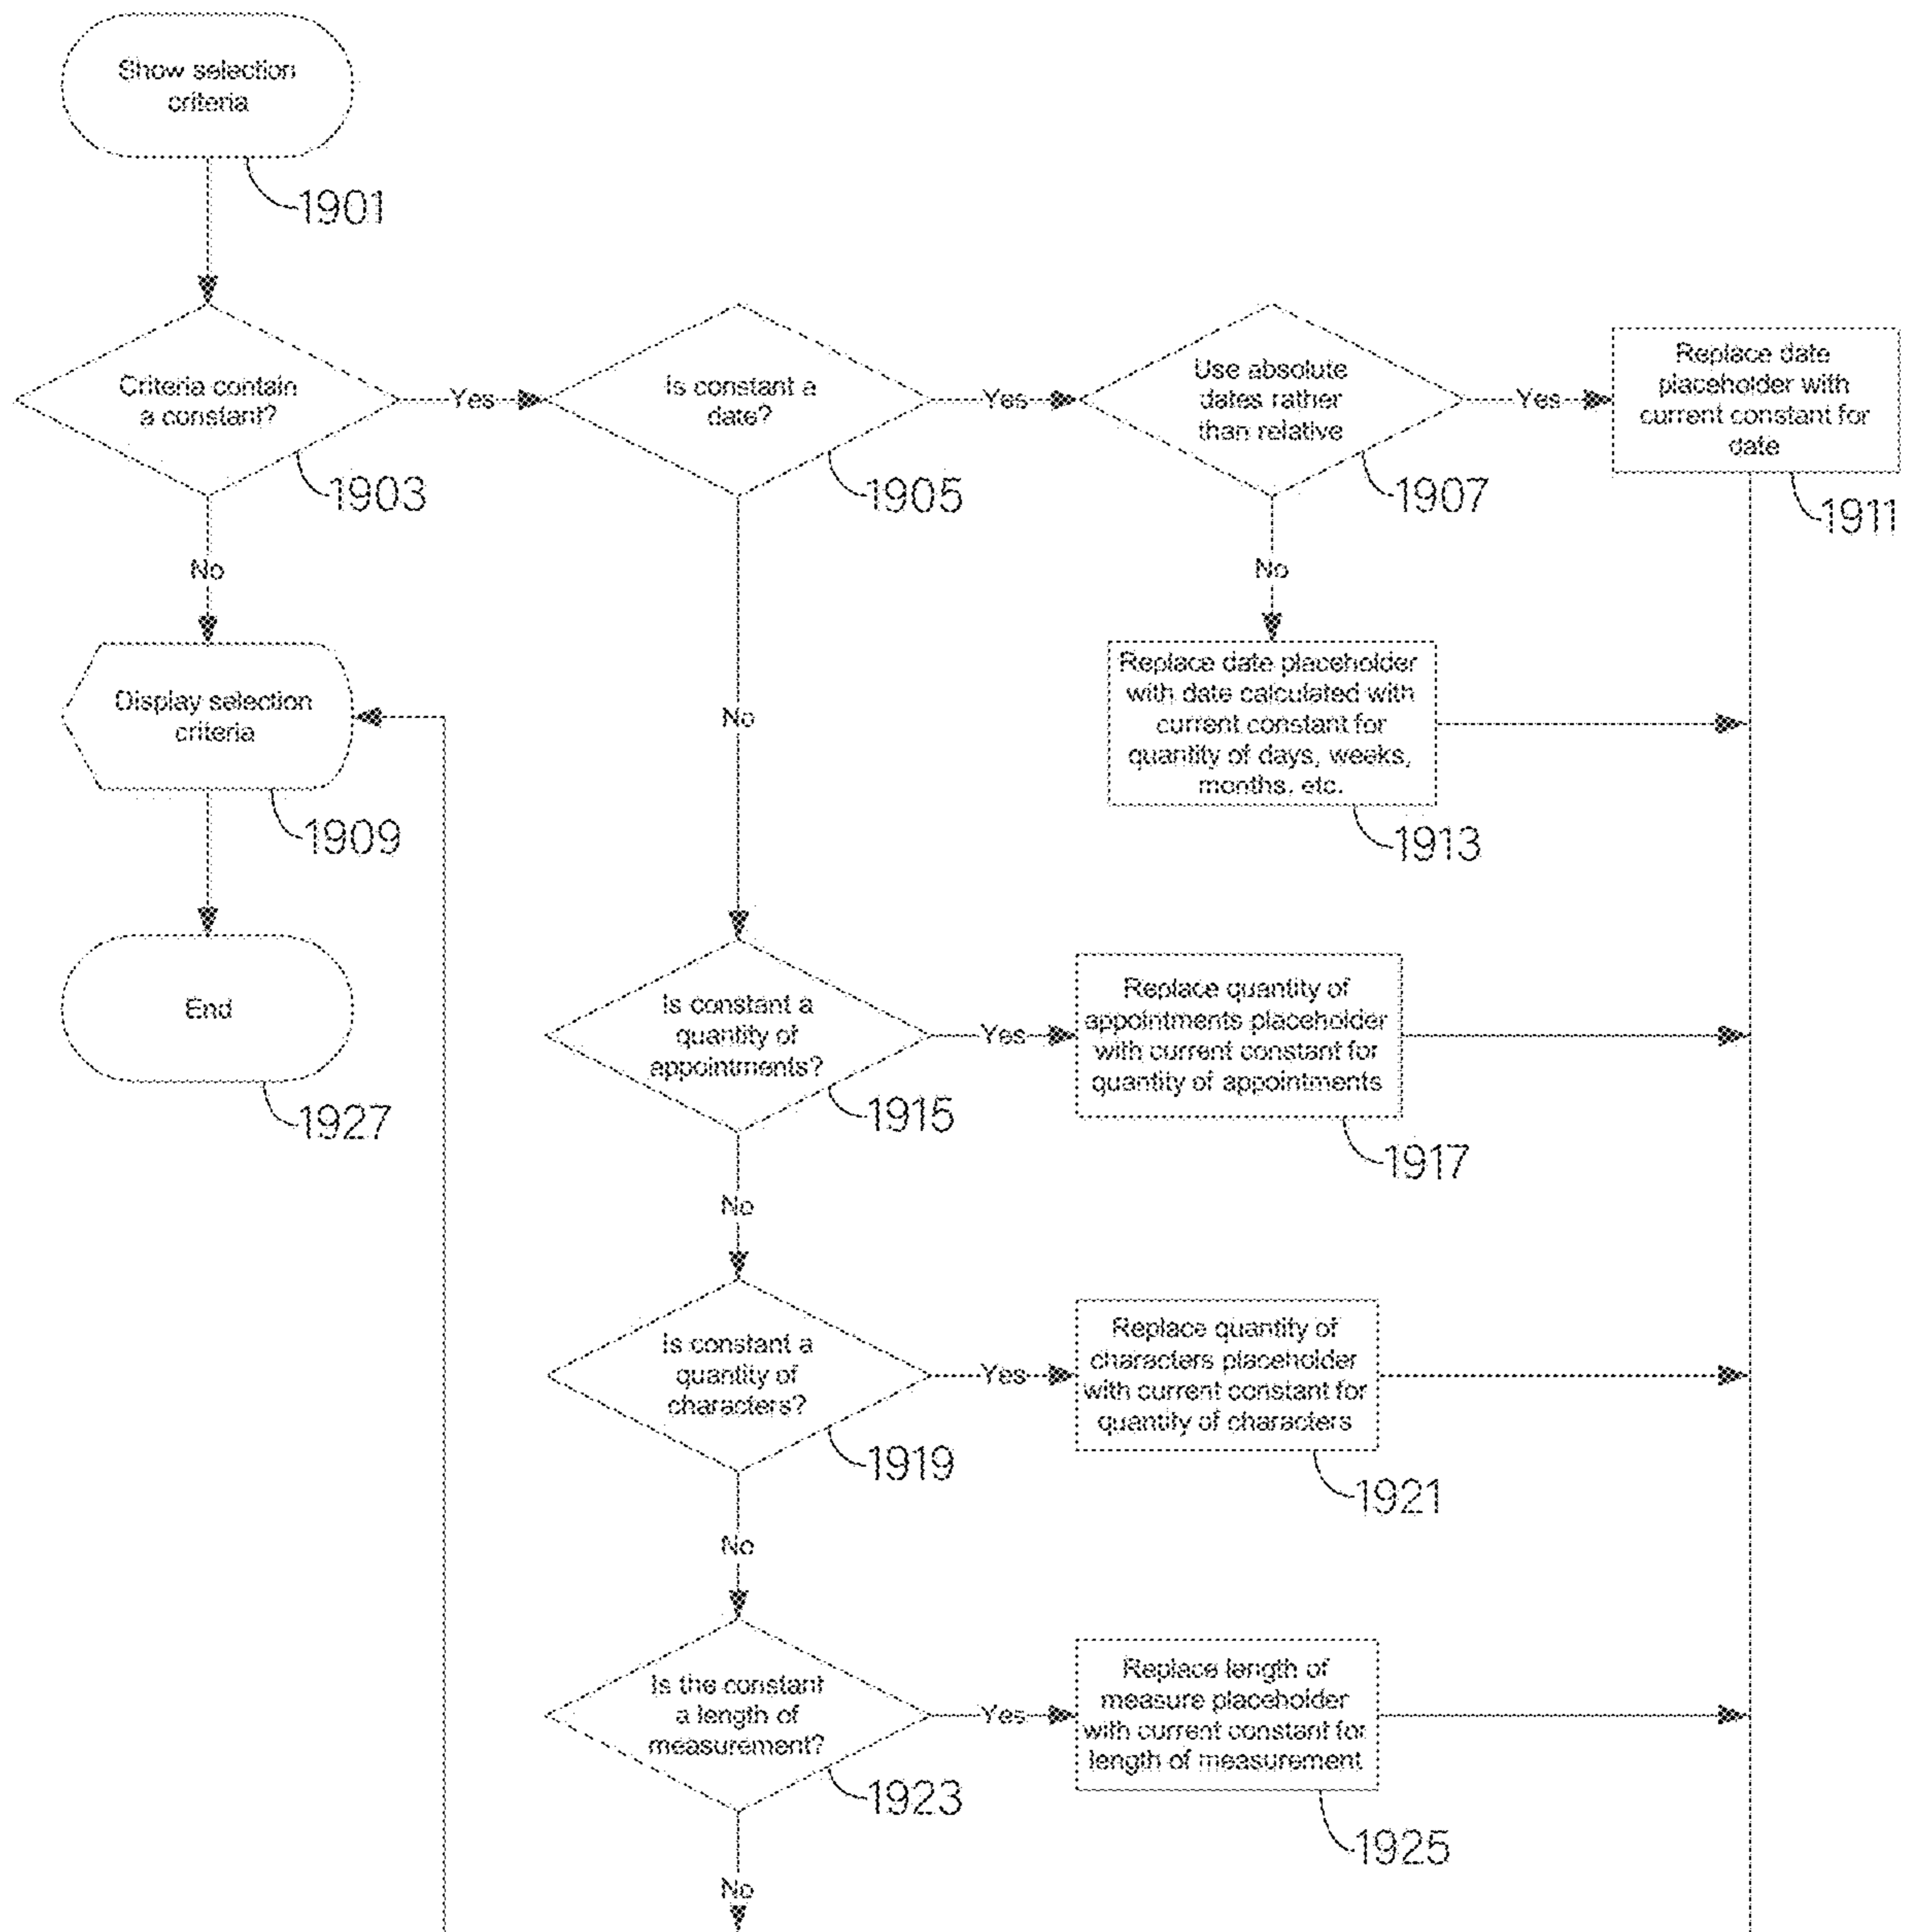 Show selection
criteria
1901
Criteria contain
a constant?
1903
Yes
Is constant a
date?
1905
Yes
Use absolute
dates rather
than relative
1907
Yes
Replace date
placeholder with
current constant for
date
1911
No
Display selection
criteria
1909
No
No
Replace date placeholder
with date calculated with
current constant for
quantity of days, weeks,
months, etc.
1913
End
1927
Is constant a
quantity of
appointments?
1915
Yes
Replace quantity of
appointments placeholder
with current constant for
quantity of appointments
1917
No
Is constant a
quantity of
characters?
1919
Yes
Replace quantity of
characters placeholder
with current constant for
quantity of characters
1921
No
Is the constant
a length of
measurement?
1923
Yes
Replace length of
measure placeholder
with current constant for
length of measurement
1925
No